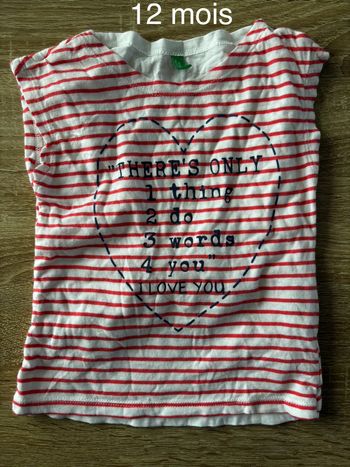 12 mois
"THERE'S ONLY
1 thing
2 do
3 words
4 you"
I LOVE YOU